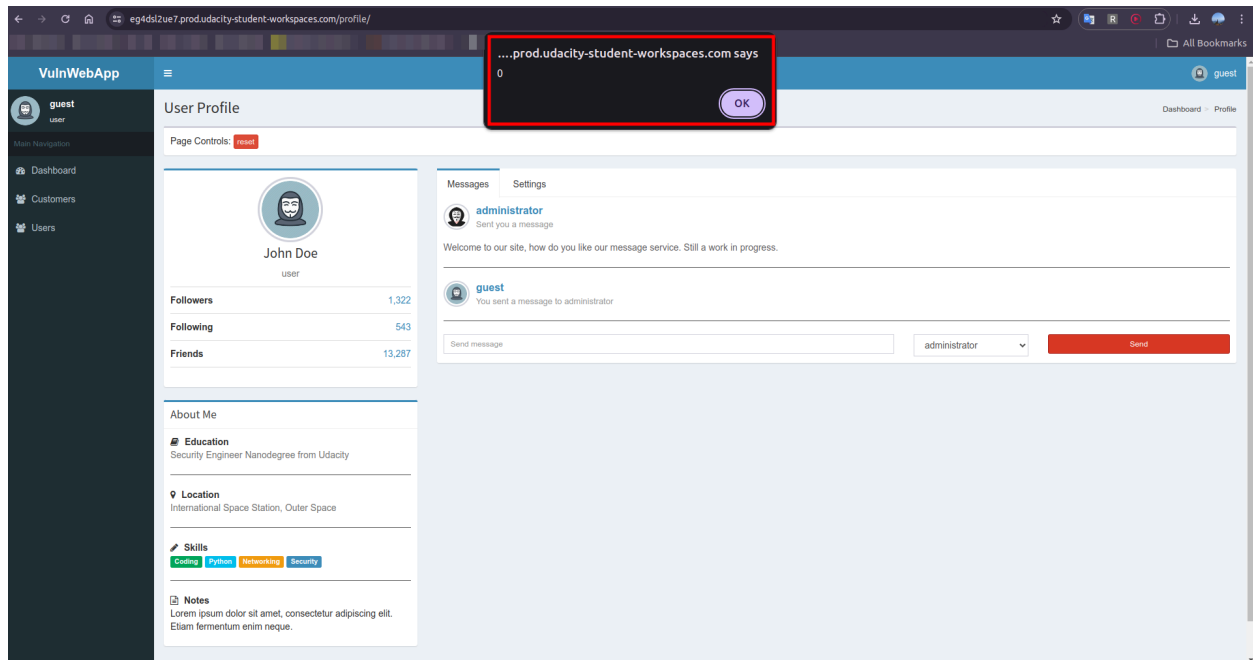 eg4dsl2ue7.prod.udacity-student-workspaces.com/profile/
All Bookmarks
....prod.udacity-student-workspaces.com says
0
OK
VulnWebApp
guest
guest
user
User Profile
Dashboard > Profile
Main Navigation
Page Controls: reset
Dashboard
Customers
Users
John Doe
user
Followers 1,322
Following 543
Friends 13,287
About Me
Education
Security Engineer Nanodegree from Udacity
Location
International Space Station, Outer Space
Skills
Coding Python Networking Security
Notes
Lorem ipsum dolor sit amet, consectetur adipiscing elit.
Etiam fermentum enim neque.
Messages Settings
administrator
Sent you a message
Welcome to our site, how do you like our message service. Still a work in progress.
guest
You sent a message to administrator
Send message administrator Send